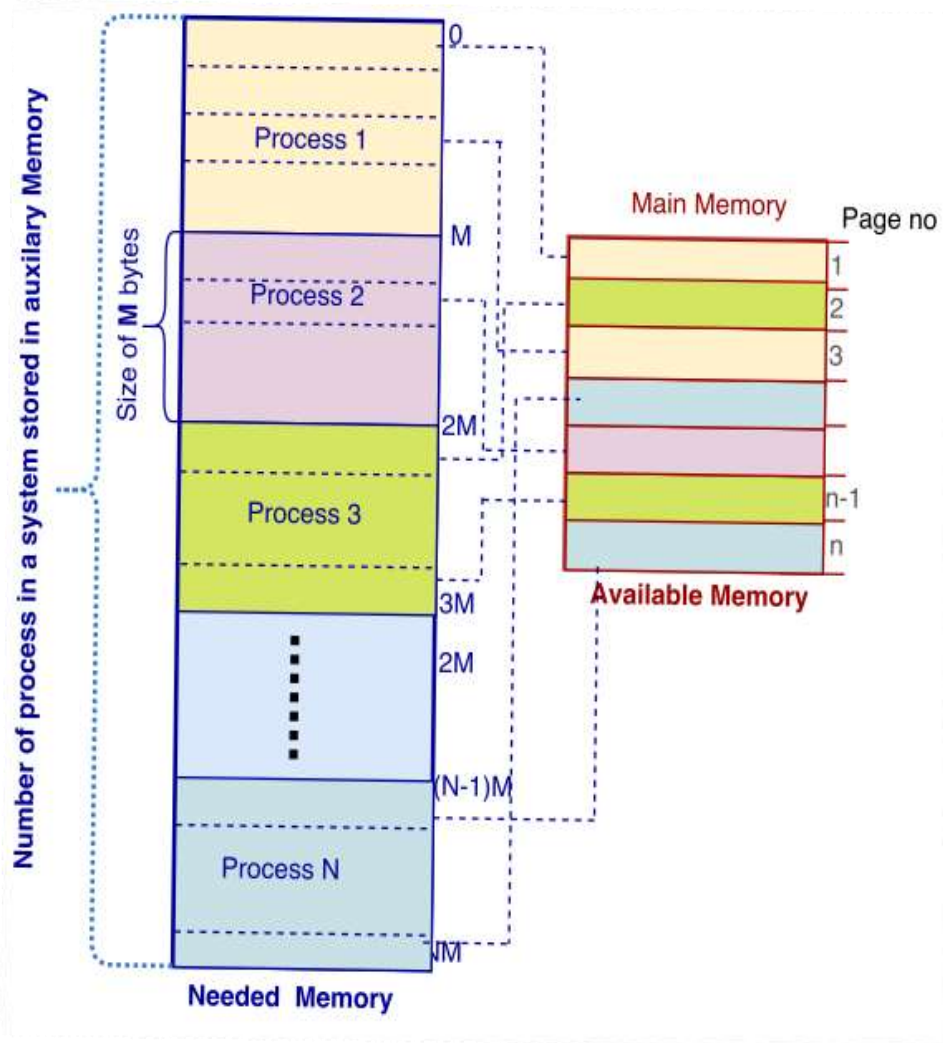 Number of process in a system stored in auxilary Memory
0
Process 1
M
Size of M bytes
Process 2
2M
Process 3
3M
2M
(N-1)M
Process N
NM
Needed Memory
Main Memory
Page no
1
2
3
n-1
n
Available Memory